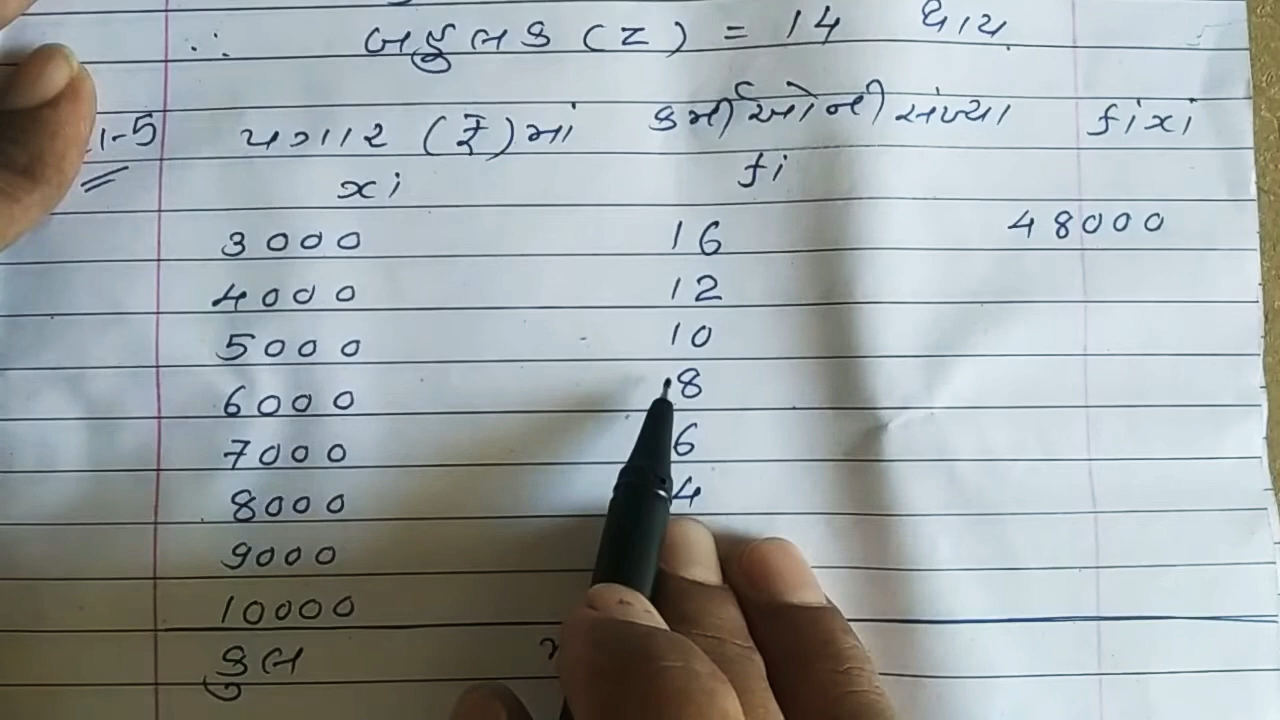 ∴ બહુલક (Z) = 14 થાય
1-5 પગાર (₹)માં કર્મીઓની સંખ્યા fixi
xi fi
3000 16 48000
4000 12
5000 10
6000 8
7000 6
8000 4
9000
10000
કુલ